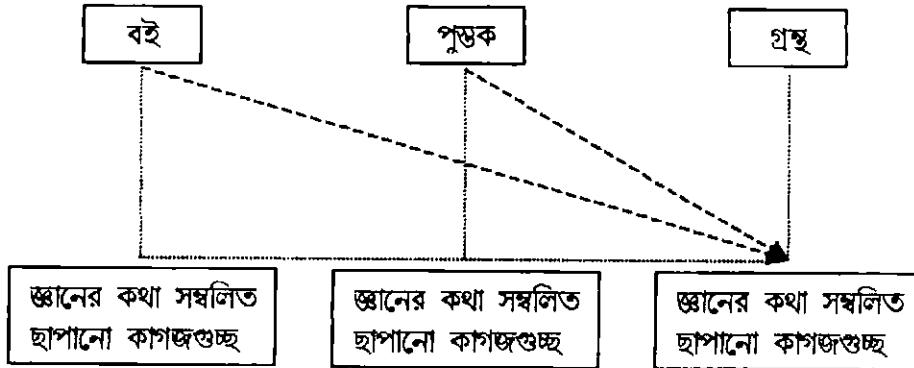 বই
পুস্তক
গ্রন্থ
জ্ঞানের কথা সম্বলিত
ছাপানো কাগজগুচ্ছ
জ্ঞানের কথা সম্বলিত
ছাপানো কাগজগুচ্ছ
জ্ঞানের কথা সম্বলিত
ছাপানো কাগজগুচ্ছ